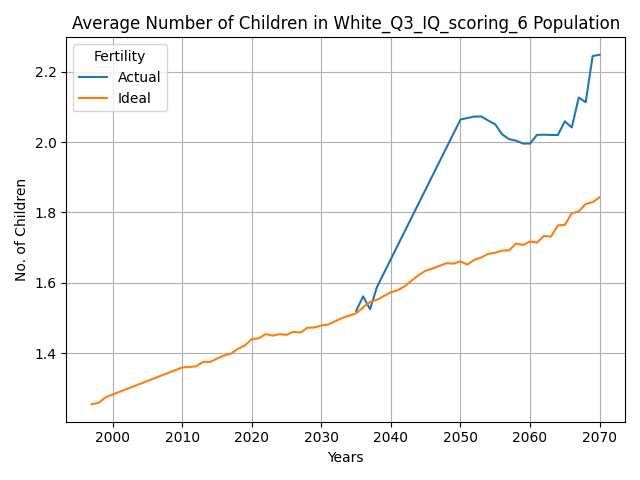 Average Number of Children in White_Q3_IQ_scoring_6 Population
Fertility
Actual
Ideal
No. of Children
2.2
2.0
1.8
1.6
1.4
2000 2010 2020 2030 2040 2050 2060 2070
Years